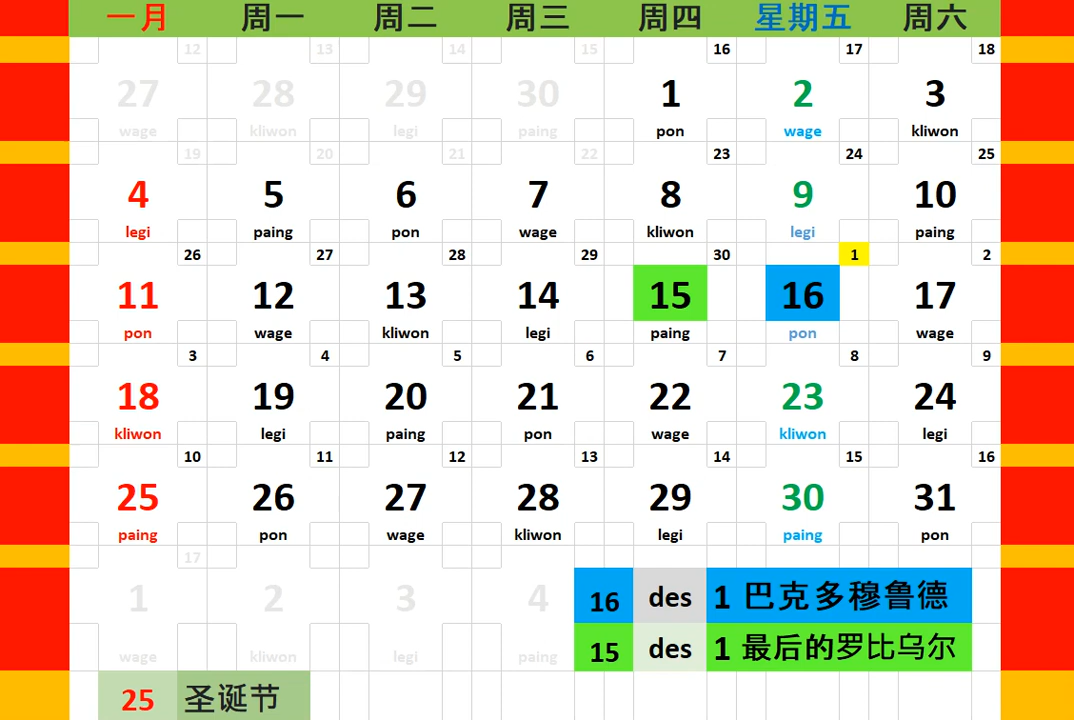 一月 周一 周二 周三 周四 星期五 周六
12 13 14 15 16 17 18
27 28 29 30 1 2 3
wage kliwon legi paing pon wage kliwon
19 20 21 22 23 24 25
4 5 6 7 8 9 10
legi paing pon wage kliwon legi paing
26 27 28 29 30 1 2
11 12 13 14 15 16 17
pon wage kliwon legi paing pon wage
3 4 5 6 7 8 9
18 19 20 21 22 23 24
kliwon legi paing pon wage kliwon legi
10 11 12 13 14 15 16
25 26 27 28 29 30 31
paing pon wage kliwon legi paing pon
17
1 2 3 4 16 des 1 巴克多穆鲁德
wage kliwon legi paing 15 des 1 最后的罗比乌尔
25 圣诞节